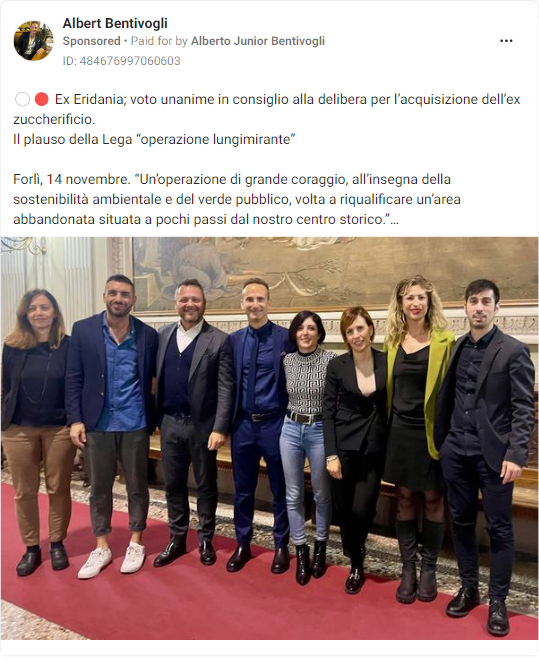 Albert Bentivogli
Sponsored • Paid for by Alberto Junior Bentivogli
ID: 484676997060603
⚪🔴 Ex Eridania; voto unanime in consiglio alla delibera per l'acquisizione dell'ex
zuccherificio.
Il plauso della Lega "operazione lungimirante"
Forlì, 14 novembre. "Un'operazione di grande coraggio, all'insegna della
sostenibilità ambientale e del verde pubblico, volta a riqualificare un'area
abbandonata situata a pochi passi dal nostro centro storico."...